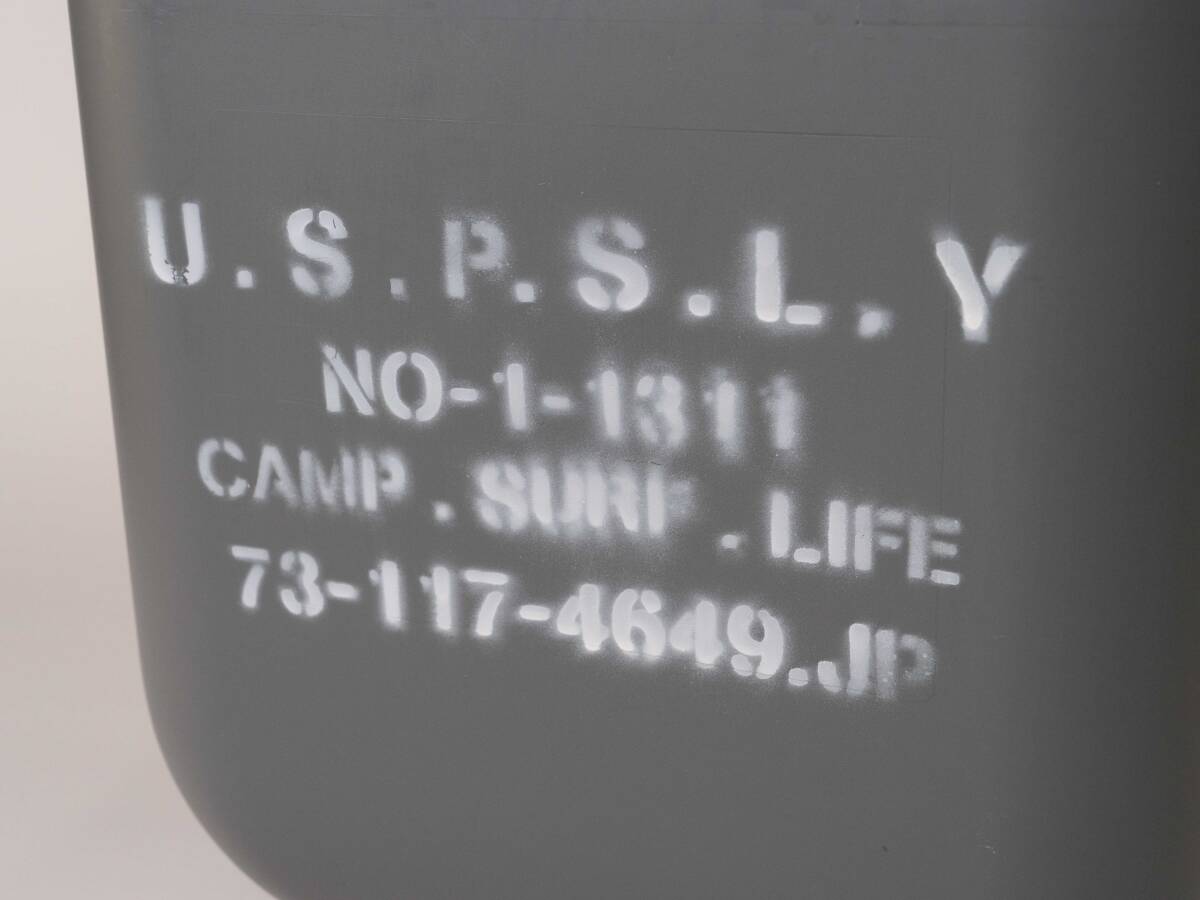 U.S.P.S.L.Y
NO-1-1311
CAMP.SURF.LIFE
73-117-4649.JP